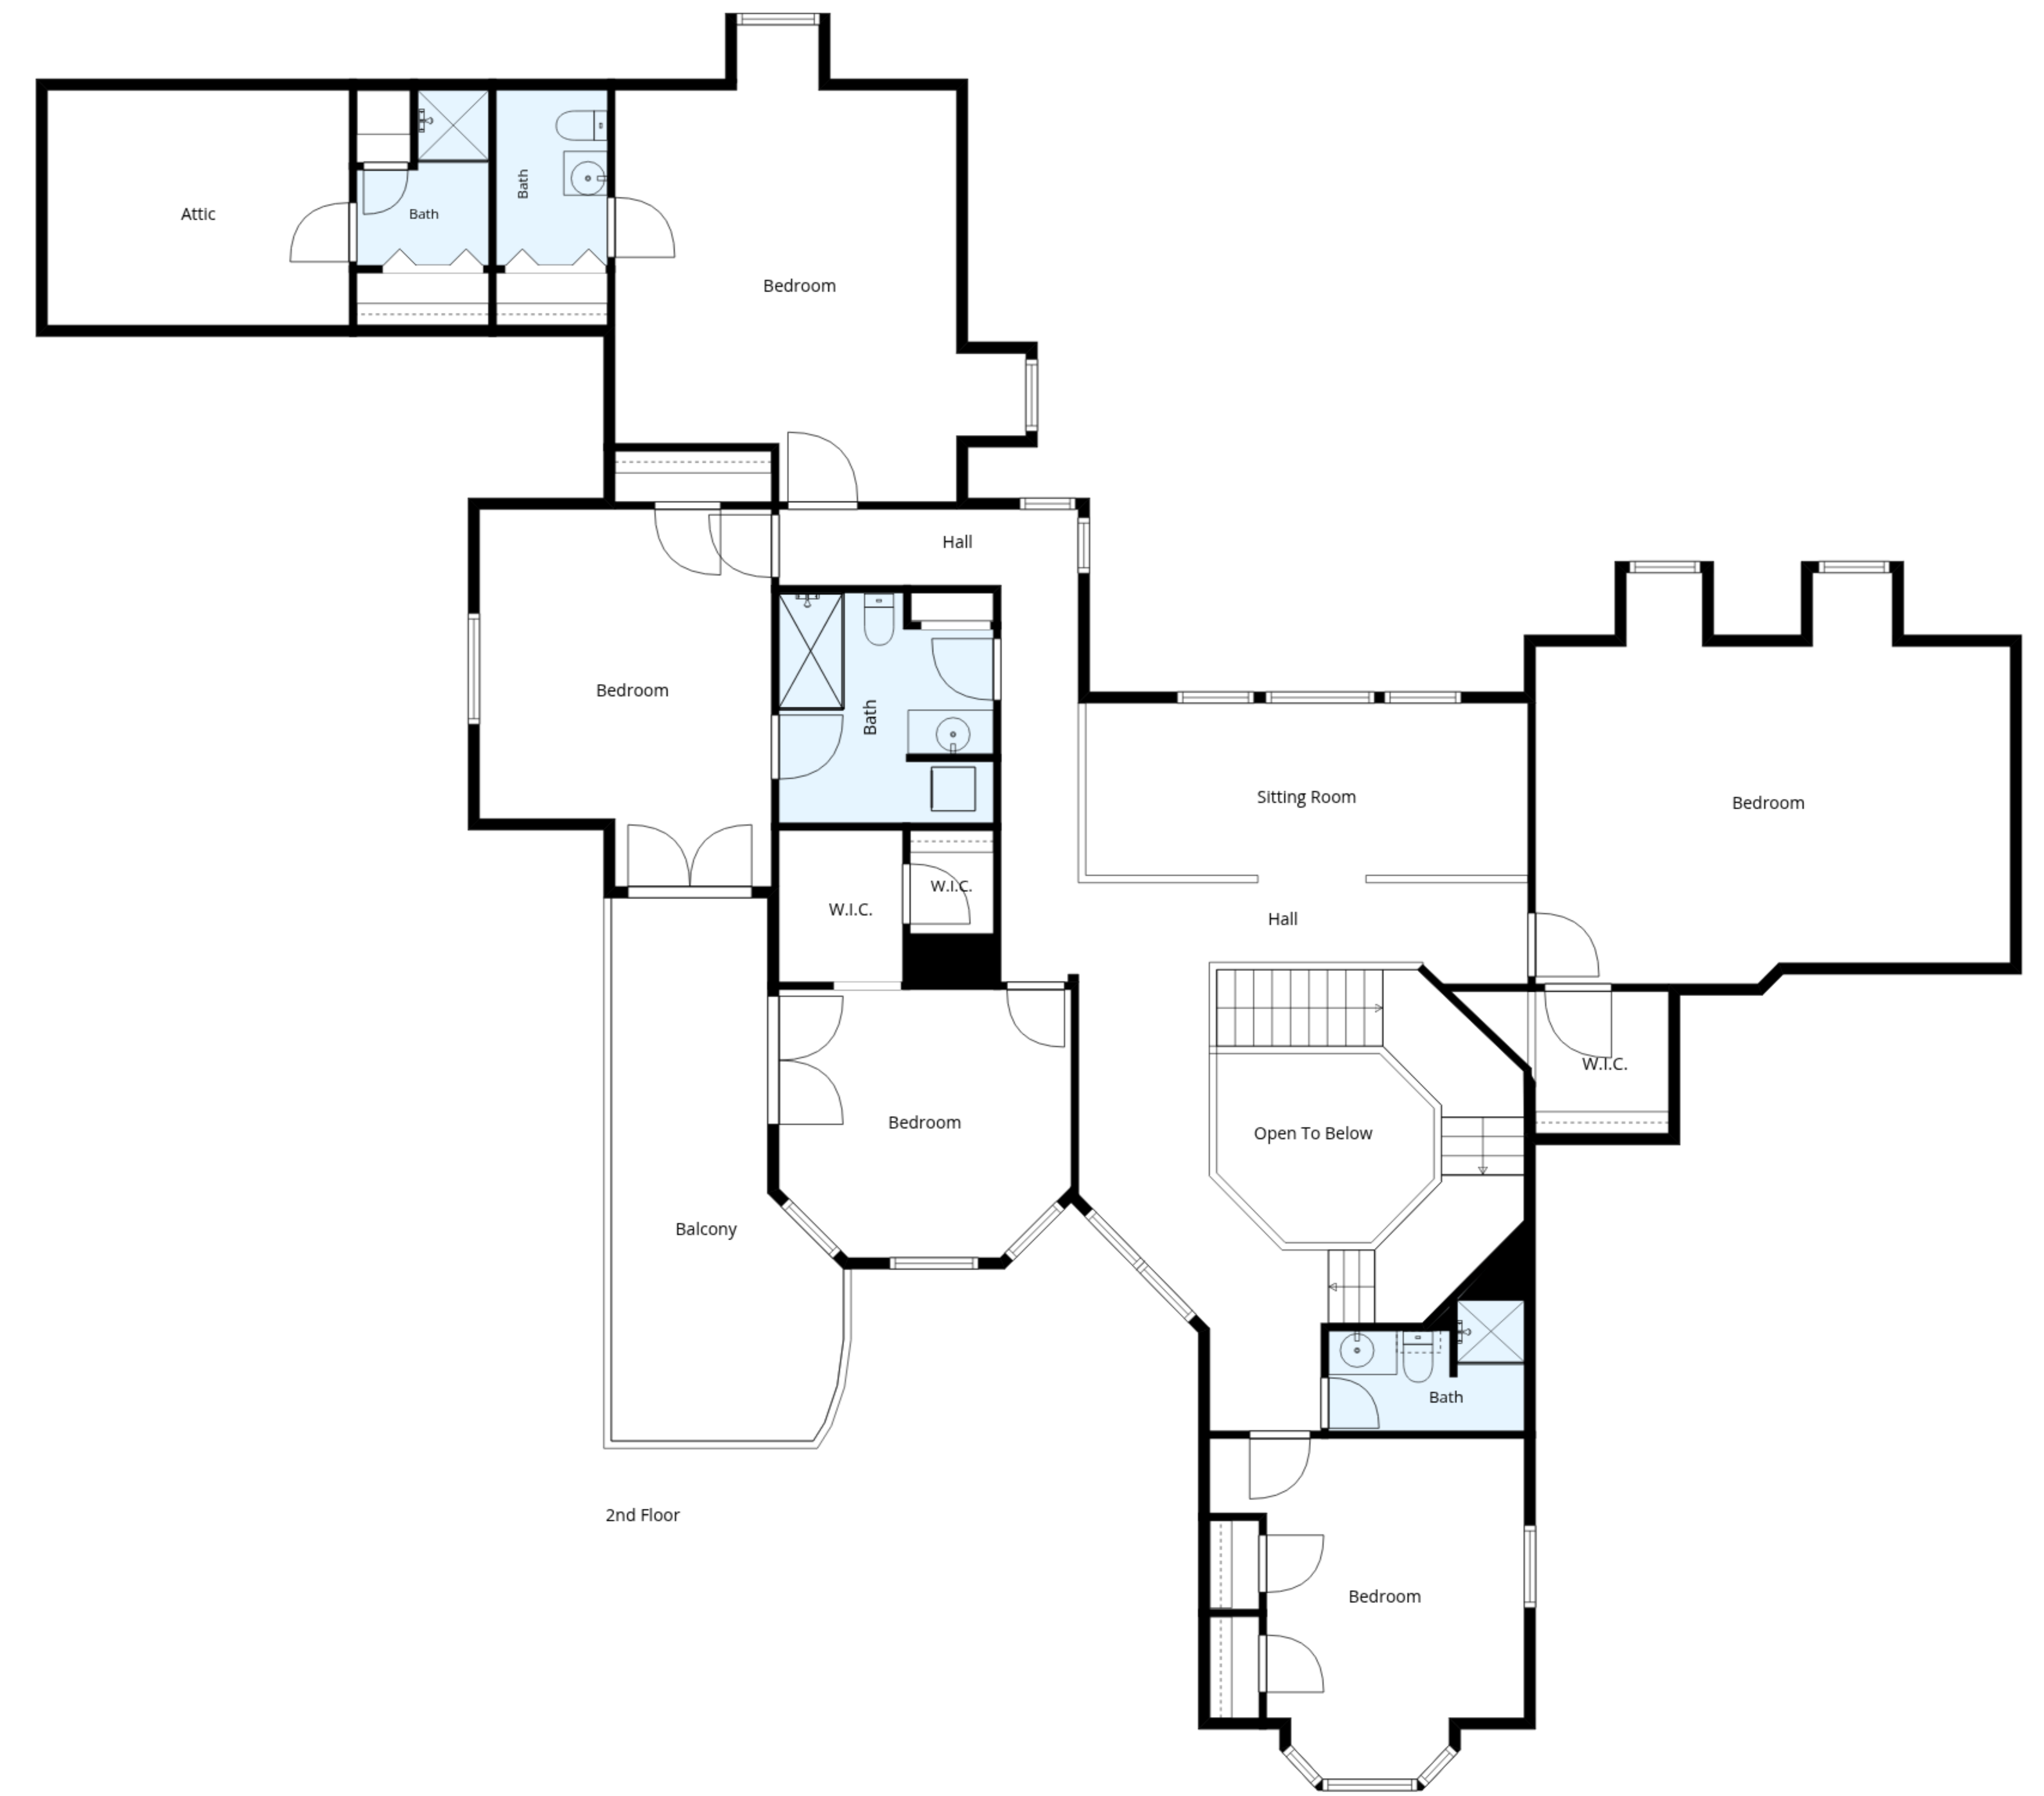 Attic
Bath
Bath
Bedroom
Hall
Bedroom
Bath
Sitting Room
Bedroom
W.I.C.
W.I.C.
Hall
W.I.C.
Bedroom
Open To Below
Balcony
Bath
2nd Floor
Bedroom